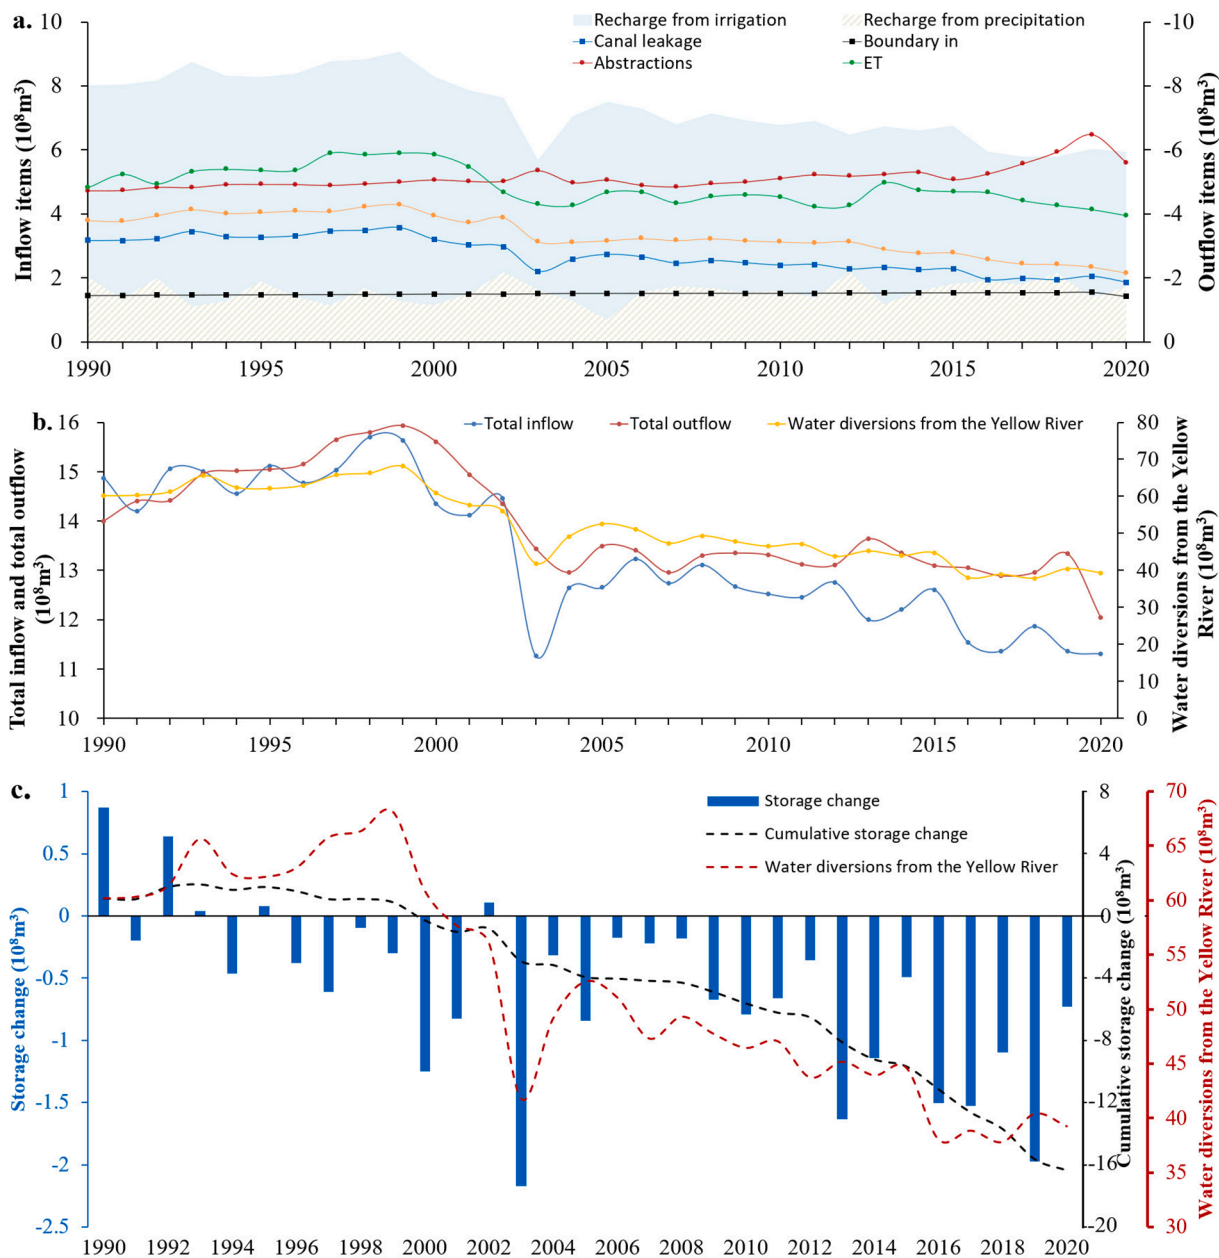 a.
Recharge from irrigation
Recharge from precipitation
Canal leakage
Boundary in
Abstractions
ET
Inflow items (10⁸m³)
10
8
6
4
2
0
Outflow items (10⁸m³)
-10
-8
-6
-4
-2
0
1990 1995 2000 2005 2010 2015 2020
b.
Total inflow
Total outflow
Water diversions from the Yellow River
Total inflow and total outflow
(10⁸m³)
16
15
14
13
12
11
10
80
70
60
50
40
30
20
10
0
Water diversions from the Yellow
River (10⁸m³)
1990 1995 2000 2005 2010 2015 2020
c.
Storage change
Cumulative storage change
Water diversions from the Yellow River
Storage change (10⁸m³)
1
0.5
0
-0.5
-1
-1.5
-2
-2.5
Cumulative storage change (10⁸m³)
8
4
0
-4
-8
-12
-16
-20
Water diversions from the Yellow River (10⁸m³)
70
65
60
55
50
45
40
35
30
1990 1992 1994 1996 1998 2000 2002 2004 2006 2008 2010 2012 2014 2016 2018 2020